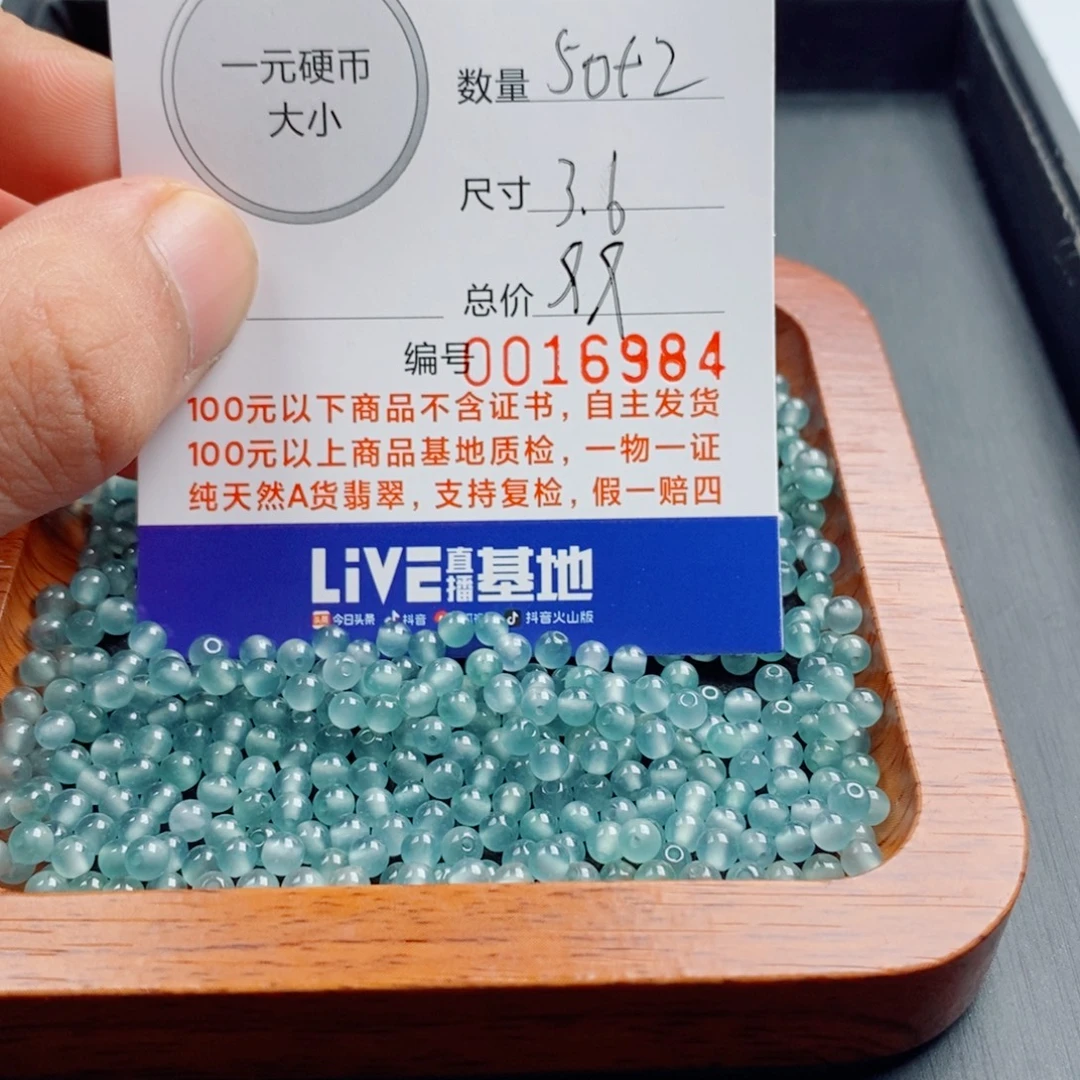 一元硬币
大小
数量 50+2
尺寸 3.6
总价 88
编号 0016984
100元以下商品不含证书，自主发货
100元以上商品基地质检，一物一证
纯天然A货翡翠，支持复检，假一赔四
LiVE直播基地
今日头条 抖音 抖音火山版